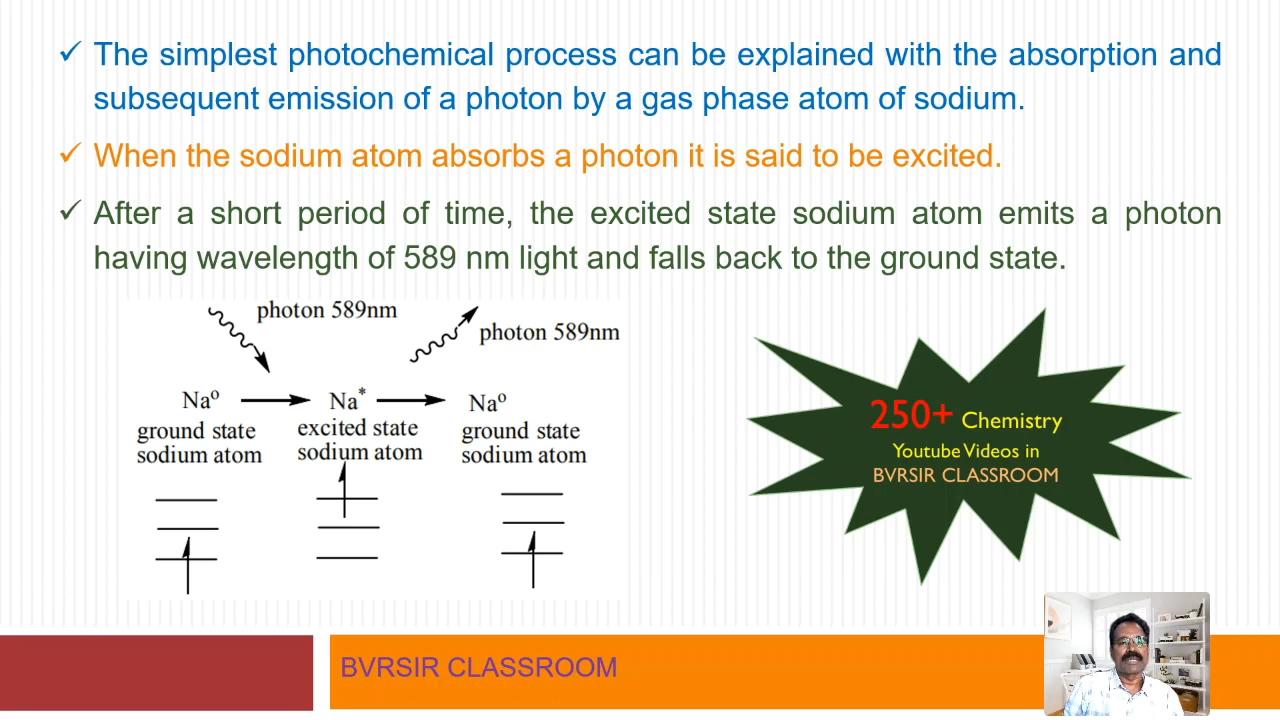 ✓ The simplest photochemical process can be explained with the absorption and
subsequent emission of a photon by a gas phase atom of sodium.
✓ When the sodium atom absorbs a photon it is said to be excited.
✓ After a short period of time, the excited state sodium atom emits a photon
having wavelength of 589 nm light and falls back to the ground state.
photon 589nm
photon 589nm
Na⁰
ground state
sodium atom
Na*
excited state
sodium atom
Na⁰
ground state
sodium atom
250+ Chemistry
Youtube Videos in
BVRSIR CLASSROOM
BVRSIR CLASSROOM